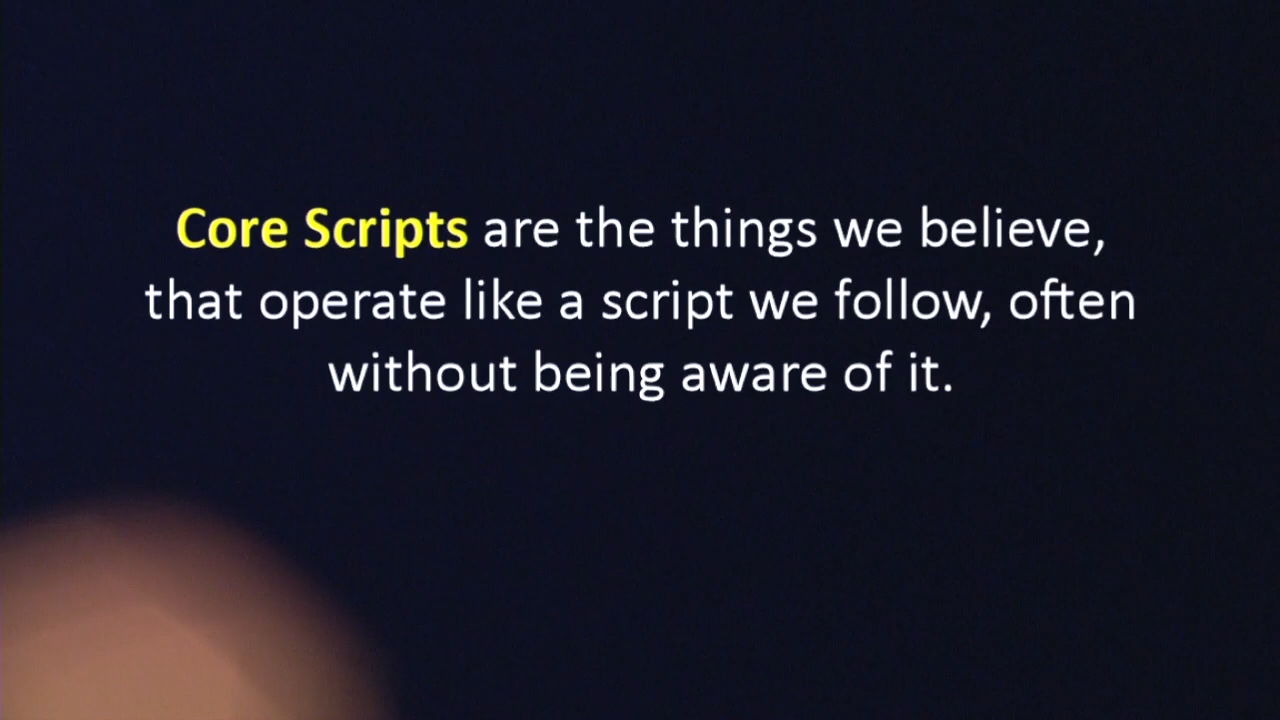 Core Scripts are the things we believe,
that operate like a script we follow, often
without being aware of it.